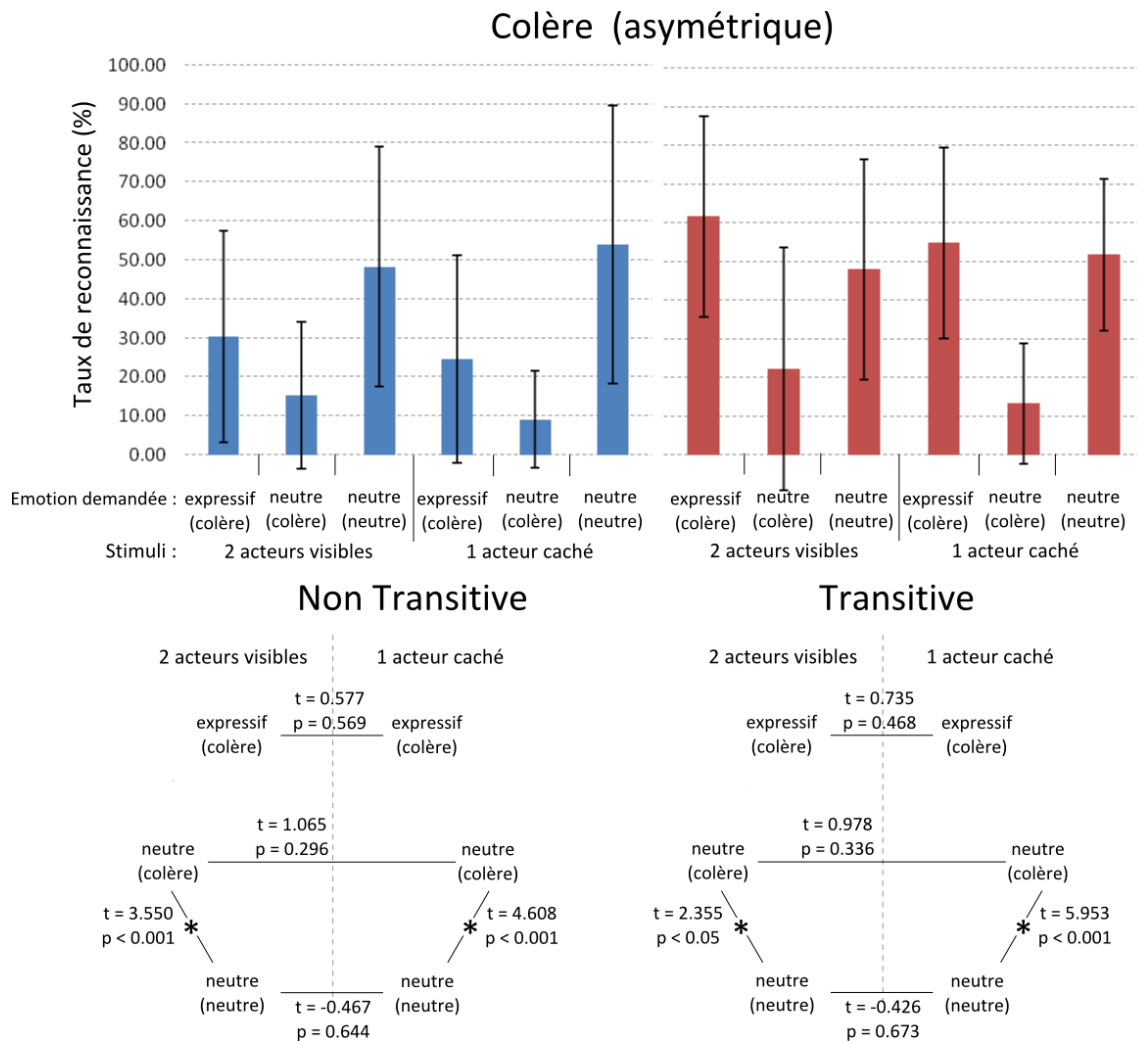 Colère (asymétrique)
Taux de reconnaissance (%)
100.00
90.00
80.00
70.00
60.00
50.00
40.00
30.00
20.00
10.00
0.00
Emotion demandée : expressif neutre neutre expressif neutre neutre expressif neutre neutre expressif neutre neutre
(colère) (colère) (neutre) (colère) (colère) (neutre) (colère) (colère) (neutre) (colère) (colère) (neutre)
Stimuli : 2 acteurs visibles 1 acteur caché 2 acteurs visibles 1 acteur caché
Non Transitive Transitive
2 acteurs visibles 1 acteur caché 2 acteurs visibles 1 acteur caché
t = 0.577 t = 0.735
expressif p = 0.569 expressif expressif p = 0.468 expressif
(colère) (colère) (colère) (colère)
t = 1.065 t = 0.978
neutre p = 0.296 neutre neutre p = 0.336 neutre
(colère) (colère) (colère) (colère)
t = 3.550 * * t = 4.608 t = 2.355 * * t = 5.953
p < 0.001 p < 0.001 p < 0.05 p < 0.001
neutre neutre neutre neutre
(neutre) (neutre) (neutre) (neutre)
t = -0.467 t = -0.426
p = 0.644 p = 0.673